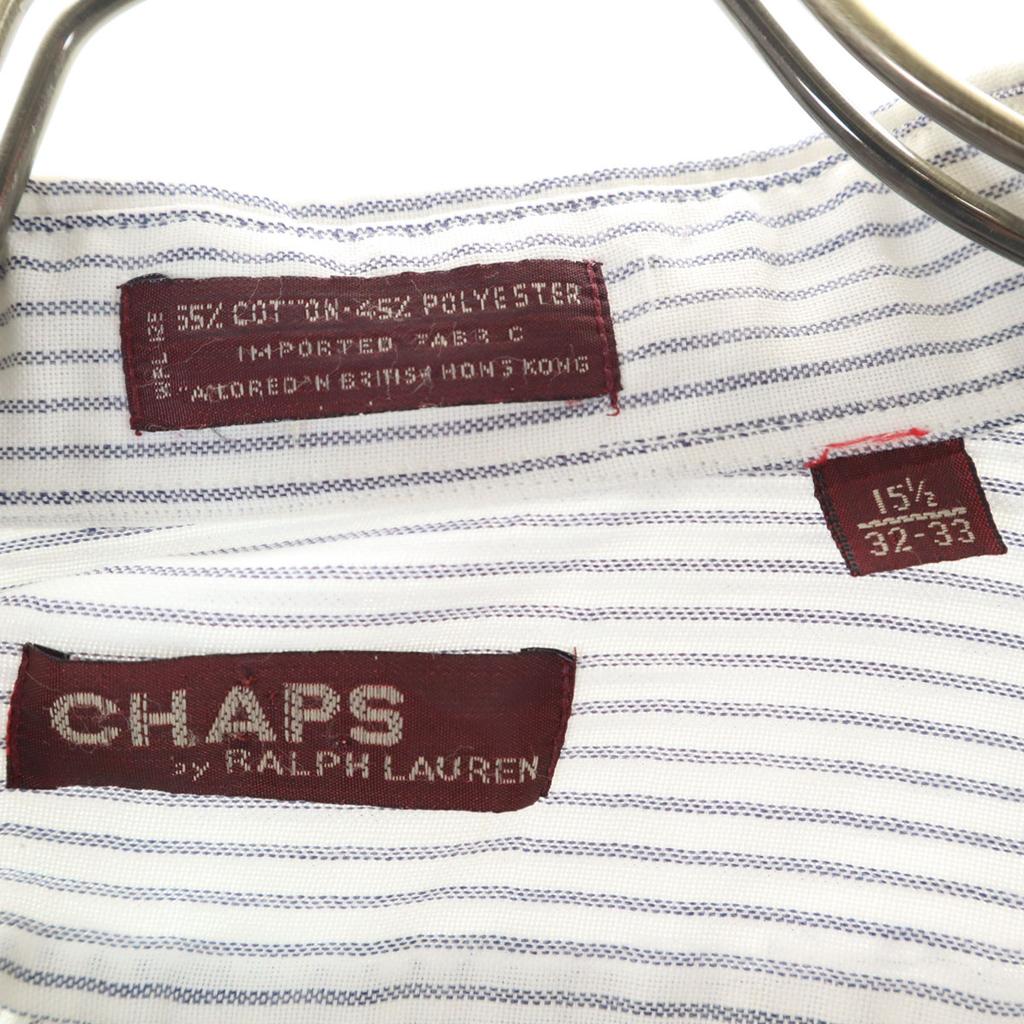 55% COTTON-45% POLYESTER
IMPORTED FABRIC
TAILORED IN BRITISH HONG KONG
15½
32-33
CHAPS
by RALPH LAUREN